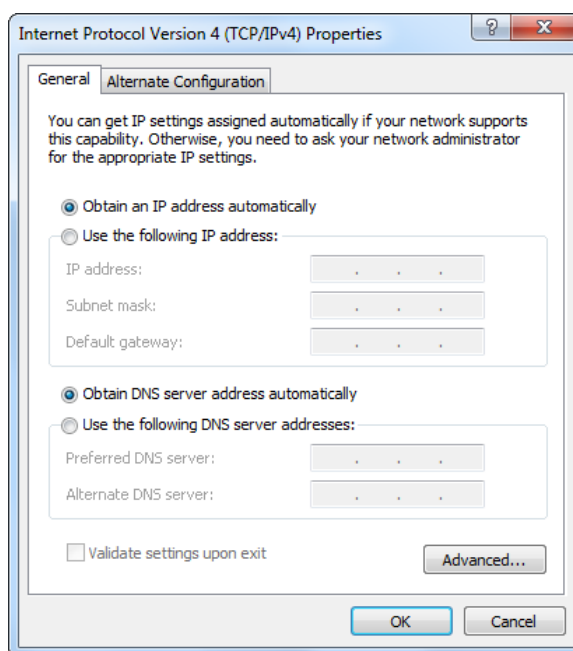 Internet Protocol Version 4 (TCP/IPv4) Properties
General
Alternate Configuration
You can get IP settings assigned automatically if your network supports
this capability. Otherwise, you need to ask your network administrator
for the appropriate IP settings.
Obtain an IP address automatically
Use the following IP address:
IP address:
Subnet mask:
Default gateway:
Obtain DNS server address automatically
Use the following DNS server addresses:
Preferred DNS server:
Alternate DNS server:
Validate settings upon exit
Advanced...
OK
Cancel